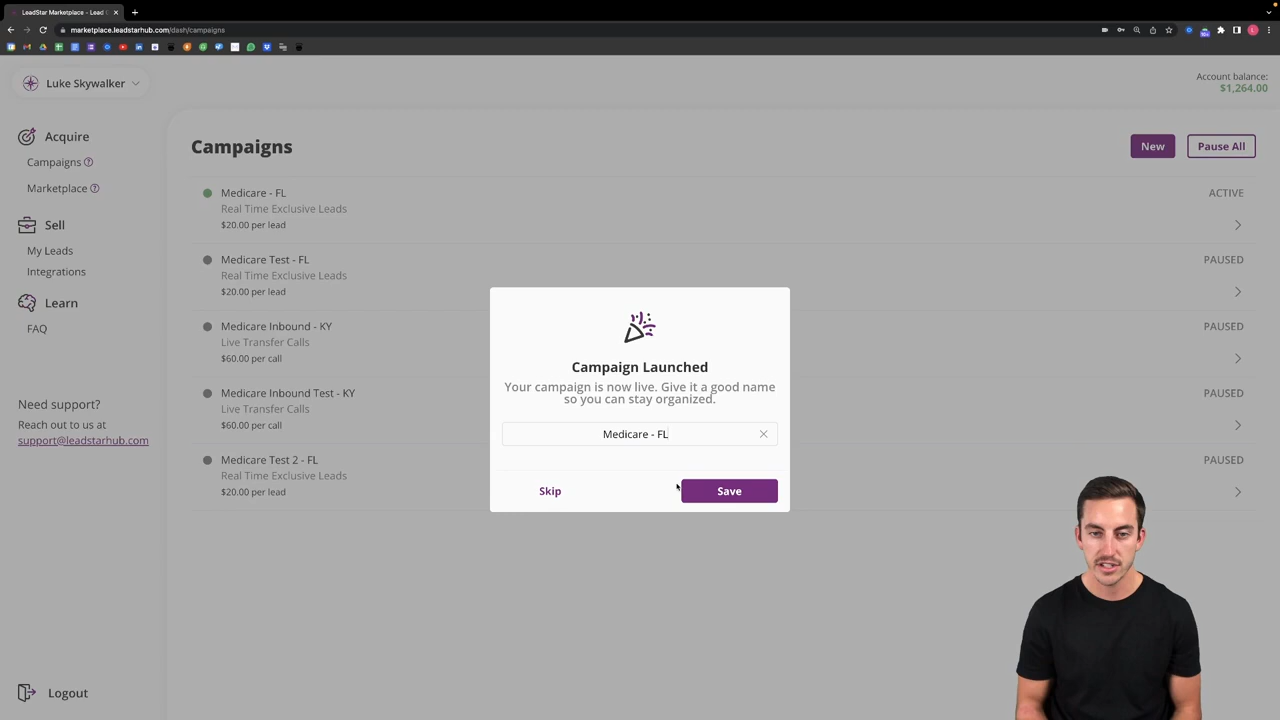 LeadStar Marketplace - Lead
marketplace.leadstarhub.com/dash/campaigns
Luke Skywalker
Account balance:
$1,264.00
Acquire
Campaigns
Marketplace
Sell
My Leads
Integrations
Learn
FAQ
Need support?
Reach out to us at
support@leadstarhub.com
Logout
Campaigns
New
Pause All
Medicare - FL
ACTIVE
Real Time Exclusive Leads
$20.00 per lead
Medicare Test - FL
PAUSED
Real Time Exclusive Leads
$20.00 per lead
Medicare Inbound - KY
PAUSED
Live Transfer Calls
$60.00 per call
Medicare Inbound Test - KY
PAUSED
Live Transfer Calls
$60.00 per call
Medicare Test 2 - FL
PAUSED
Real Time Exclusive Leads
$20.00 per lead
Campaign Launched
Your campaign is now live. Give it a good name
so you can stay organized.
Medicare - FL
Skip
Save